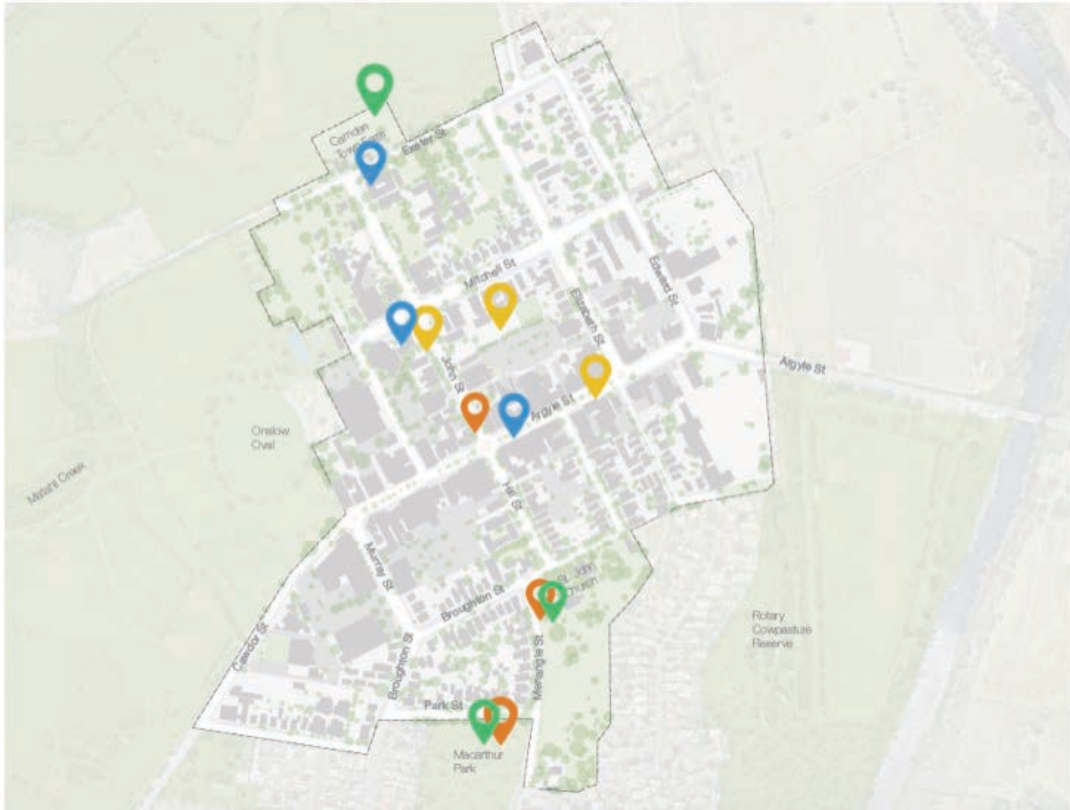 Camden
Town Farm
Exeter St
Mitchell St
Edward St
Elizabeth St
John St
Argyle St
Argyle St
Onslow
Oval
Matahil Creek
Hill St
Murray St
St. John
Church
Broughton St
Rotary
Cowpasture
Reserve
Cawdor St
Broughton St
Menangle St
Park St
Macarthur
Park